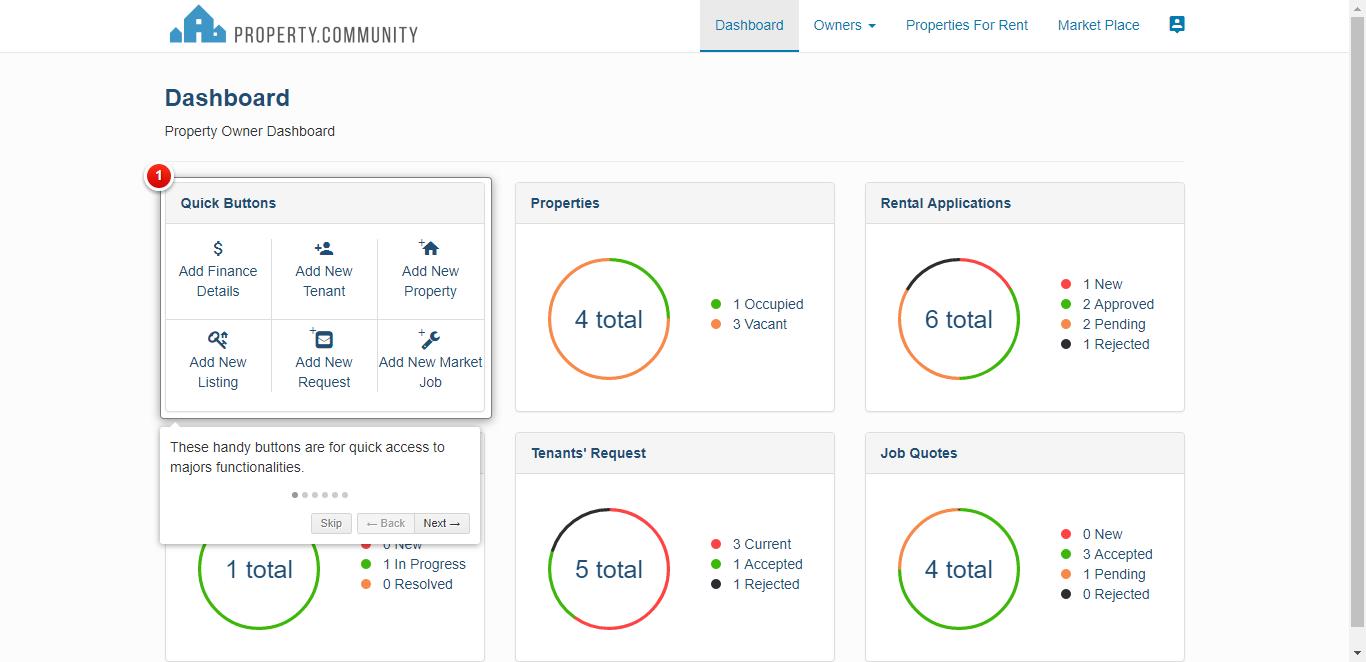 PROPERTY.COMMUNITY
Dashboard
Owners
Properties For Rent
Market Place
Dashboard
Property Owner Dashboard
1
Quick Buttons
$
Add Finance
Details
Add New
Tenant
Add New
Property
Add New
Listing
Add New
Request
Add New Market
Job
These handy buttons are for quick access to
majors functionalities.
Skip
← Back
Next →
Properties
4 total
1 Occupied
3 Vacant
Rental Applications
6 total
1 New
2 Approved
2 Pending
1 Rejected
1 total
0 New
1 In Progress
0 Resolved
Tenants' Request
5 total
3 Current
1 Accepted
1 Rejected
Job Quotes
4 total
0 New
3 Accepted
1 Pending
0 Rejected